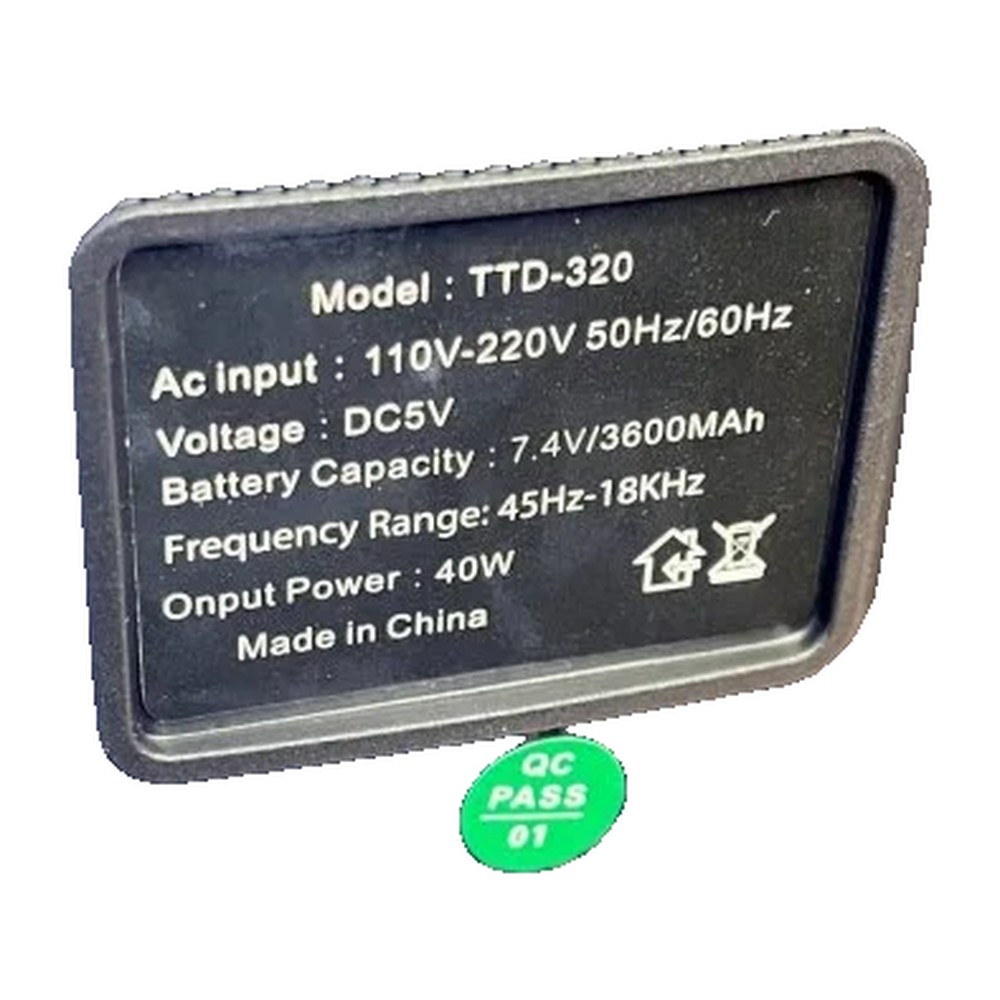 Model : TTD-320
Ac input : 110V-220V 50Hz/60Hz
Voltage : DC5V
Battery Capacity : 7.4V/3600MAh
Frequency Range: 45Hz-18KHz
Onput Power : 40W
Made in China
QC
PASS
01